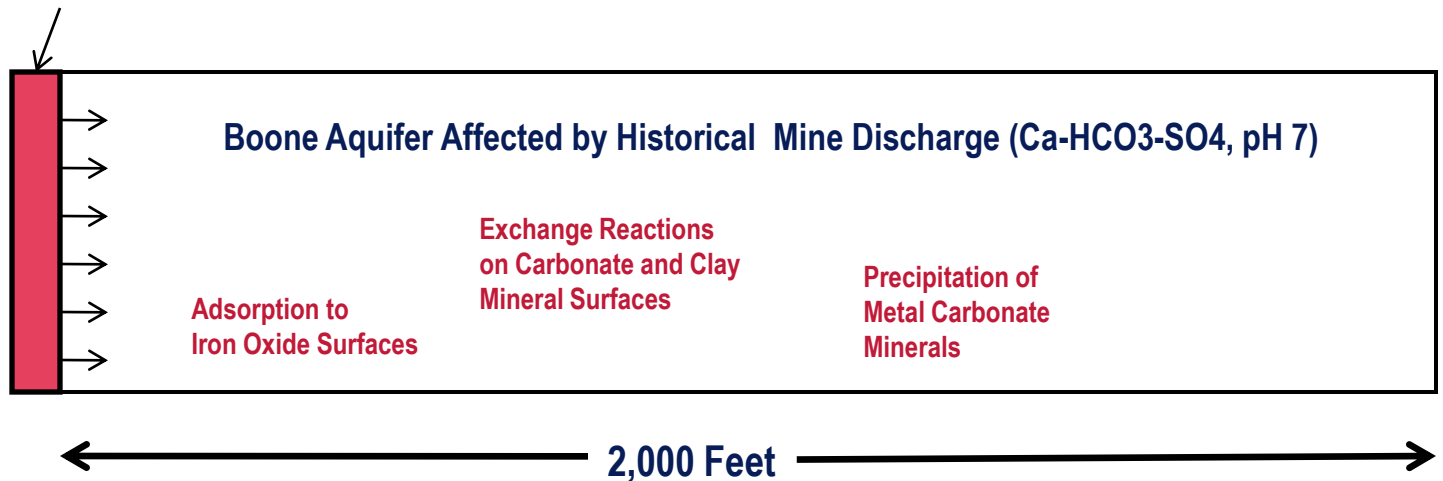 Boone Aquifer Affected by Historical  Mine Discharge (Ca-HCO3-SO4, pH 7)
Adsorption to
Iron Oxide Surfaces
Exchange Reactions
on Carbonate and Clay
Mineral Surfaces
Precipitation of
Metal Carbonate
Minerals
2,000 Feet